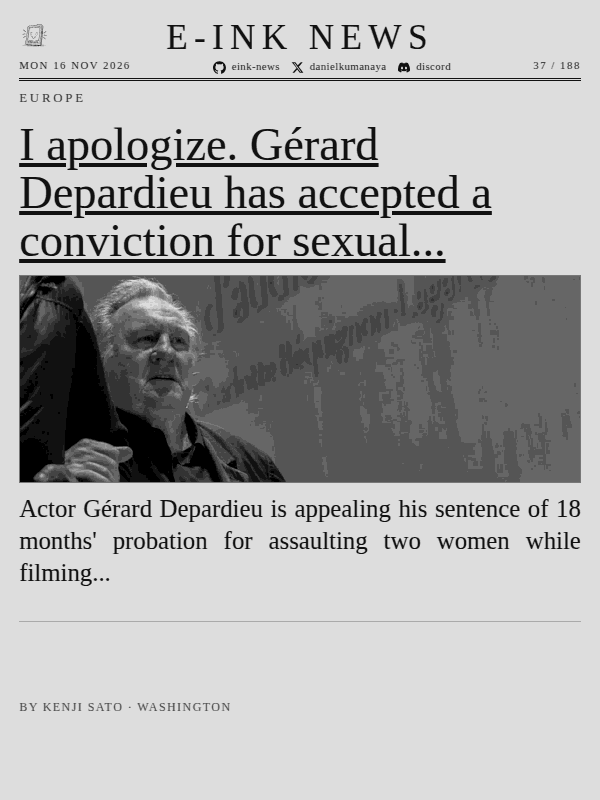 E-INK NEWS
MON 16 NOV 2026
eink-news danielkumanaya discord
37 / 188
EUROPE
I apologize. Gérard
Depardieu has accepted a
conviction for sexual...
Actor Gérard Depardieu is appealing his sentence of 18
months' probation for assaulting two women while
filming...
BY KENJI SATO · WASHINGTON